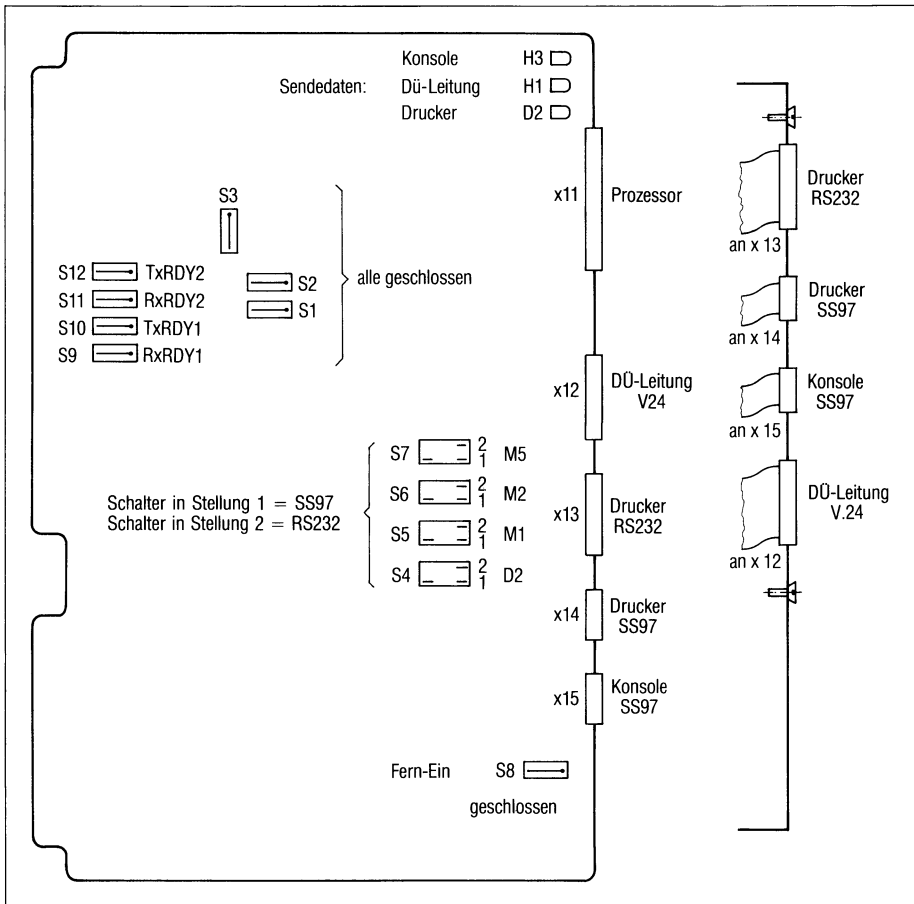 Konsole H3
Sendedaten: Dü-Leitung H1
Drucker D2
x11 Prozessor
S3
S12 TxRDY2
S11 RxRDY2
S10 TxRDY1
S9 RxRDY1
S2
S1
alle geschlossen
x12 DÜ-Leitung
V24
S7 2 1 M5
S6 2 1 M2
S5 2 1 M1
S4 2 1 D2
Schalter in Stellung 1 = SS97
Schalter in Stellung 2 = RS232
x13 Drucker
RS232
x14 Drucker
SS97
x15 Konsole
SS97
Fern-Ein S8
geschlossen
Drucker
RS232
an x 13
Drucker
SS97
an x 14
Konsole
SS97
an x 15
DÜ-Leitung
V.24
an x 12